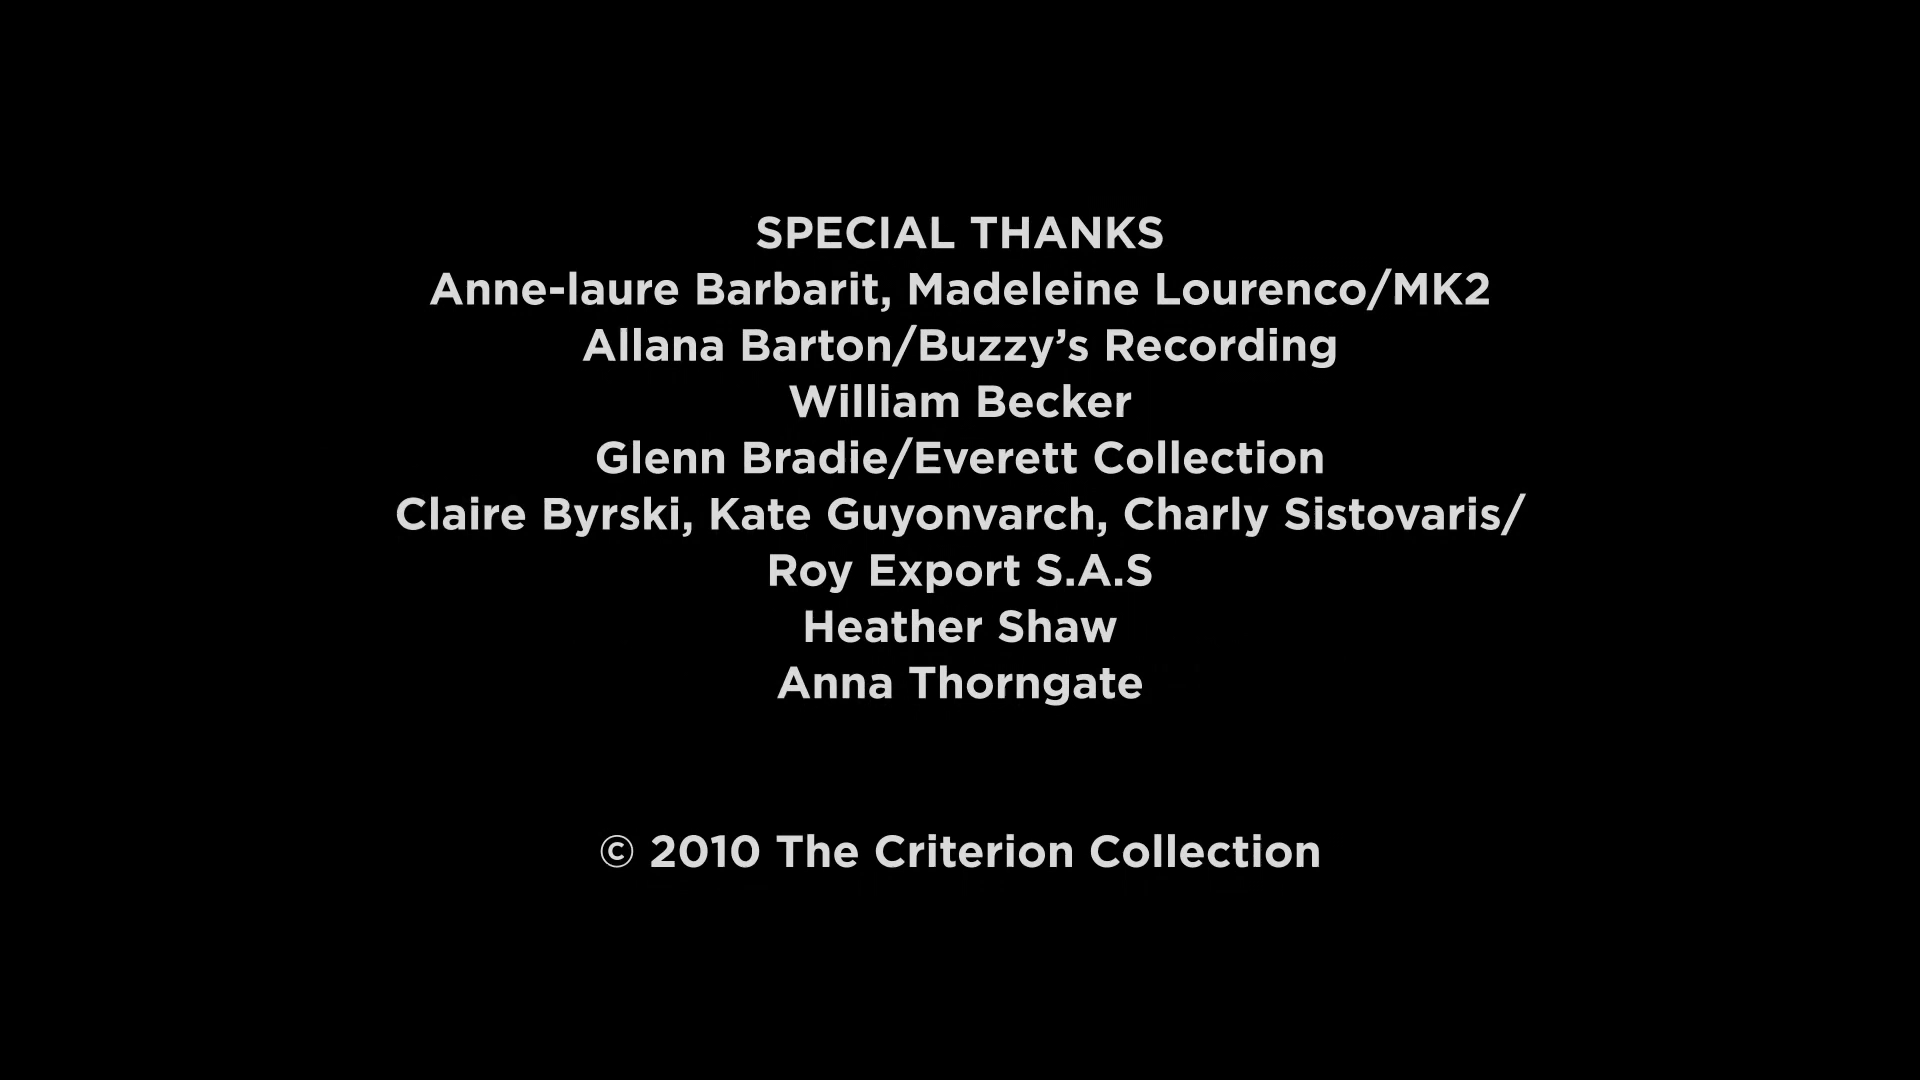 SPECIAL THANKS
Anne-laure Barbarit, Madeleine Lourenco/MK2
Allana Barton/Buzzy’s Recording
William Becker
Glenn Bradie/Everett Collection
Claire Byrski, Kate Guyonvarch, Charly Sistovaris/
Roy Export S.A.S
Heather Shaw
Anna Thorngate
© 2010 The Criterion Collection